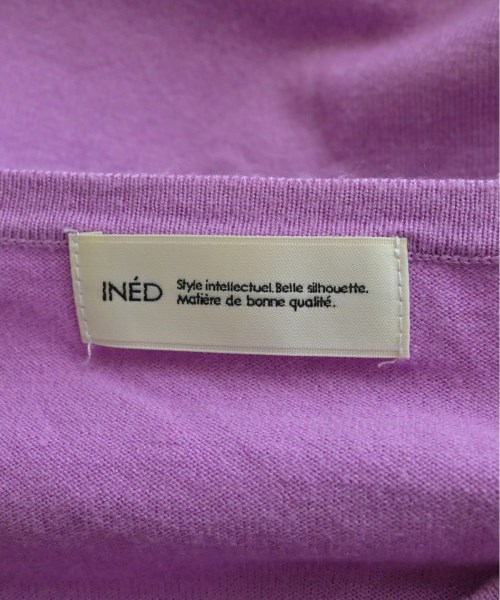 INÉD
Style intellectuel. Belle silhouette.
Matière de bonne qualité.